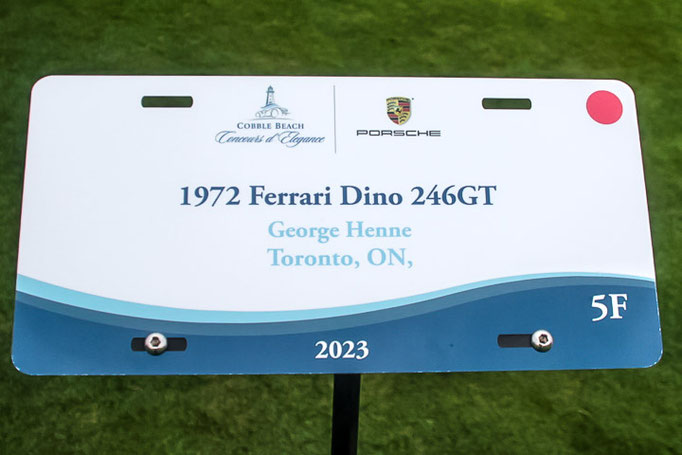 COBBLE BEACH
Concours d'Elegance
PORSCHE
1972 Ferrari Dino 246GT
George Henne
Toronto, ON,
5F
2023